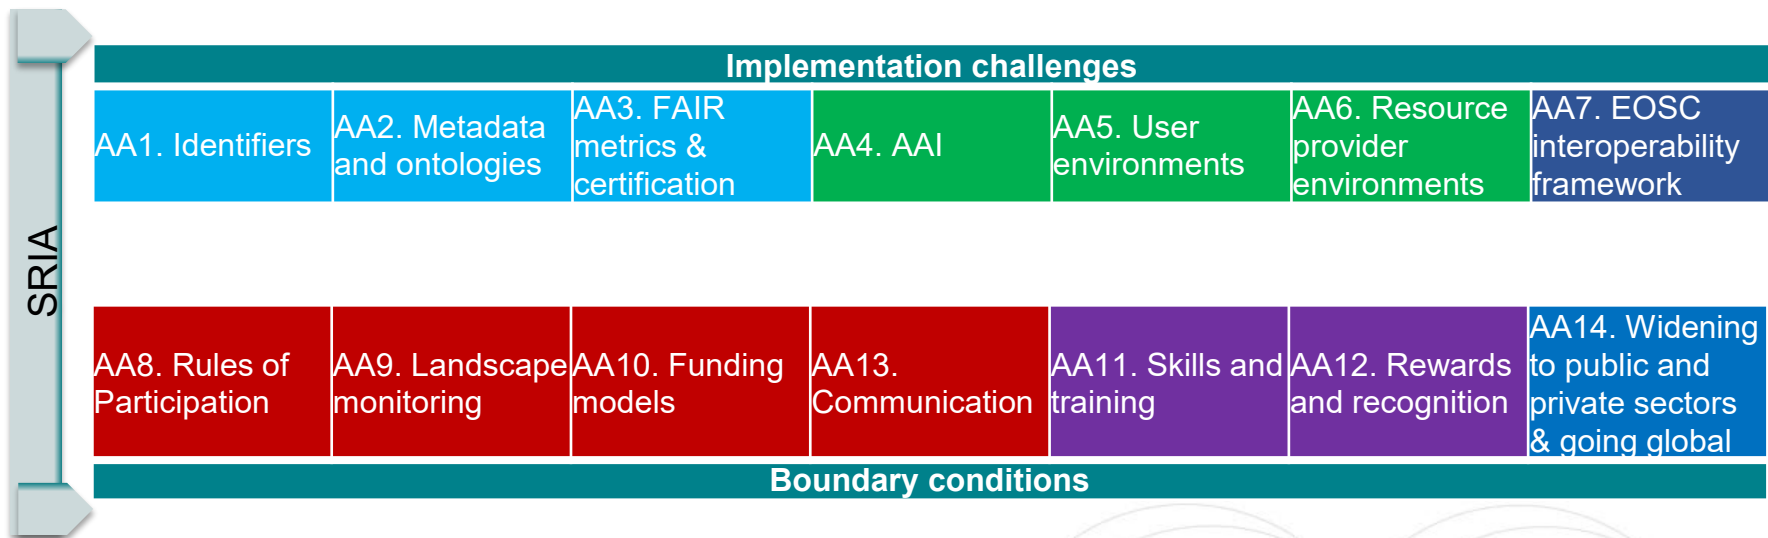 SRIA
Implementation challenges
AA1. Identifiers
AA2. Metadata
and ontologies
AA3. FAIR
metrics &
certification
AA4. AAI
AA5. User
environments
AA6. Resource
provider
environments
AA7. EOSC
interoperability
framework
AA8. Rules of
Participation
AA9. Landscape
monitoring
AA10. Funding
models
AA13.
Communication
AA11. Skills and
training
AA12. Rewards
and recognition
AA14. Widening
to public and
private sectors
& going global
Boundary conditions